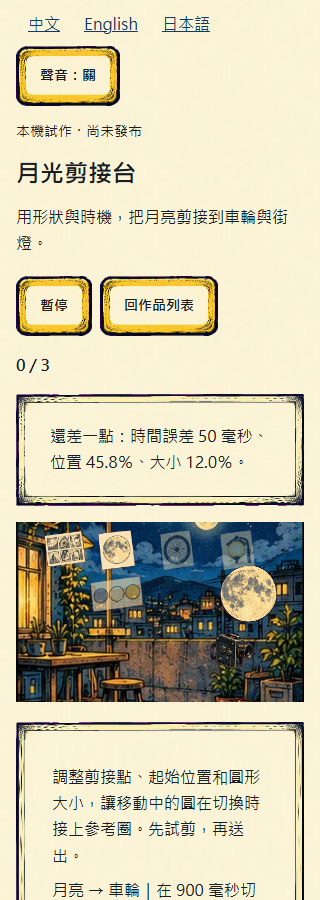 中文 English 日本語
聲音：關
本機試作・尚未發布
月光剪接台
用形狀與時機，把月亮剪接到車輪與街
燈。
暫停 回作品列表
0 / 3
還差一點：時間誤差 50 毫秒、
位置 45.8%、大小 12.0%。
調整剪接點、起始位置和圓形
大小，讓移動中的圓在切換時
接上參考圈。先試剪，再送
出。
月亮 → 車輪｜在 900 毫秒切